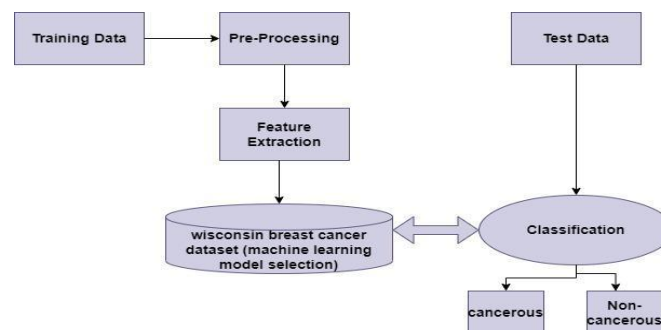 Training Data
Pre-Processing
Test Data
Feature
Extraction
wisconsin breast cancer
dataset (machine learning
model selection)
Classification
cancerous
Non-
cancerous